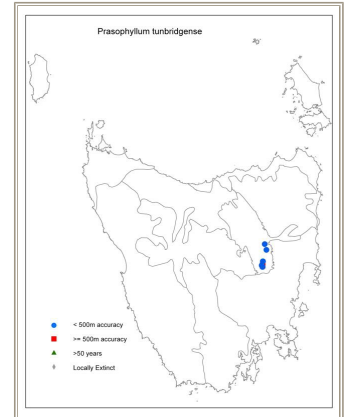 Prasophyllum tunbridgense
< 500m accuracy
>= 500m accuracy
>50 years
Locally Extinct